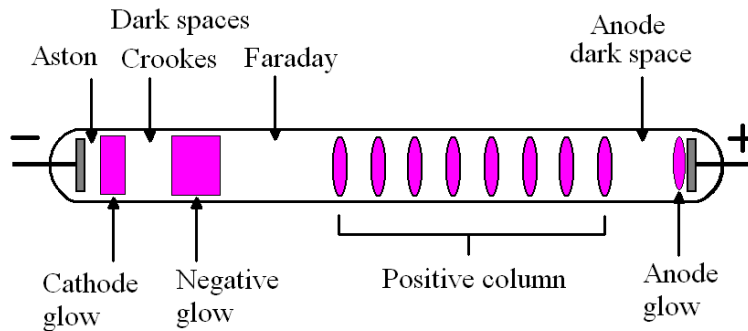 Dark spaces
Aston Crookes Faraday
Anode
dark space
−
+
Cathode
glow
Negative
glow
Positive column
Anode
glow